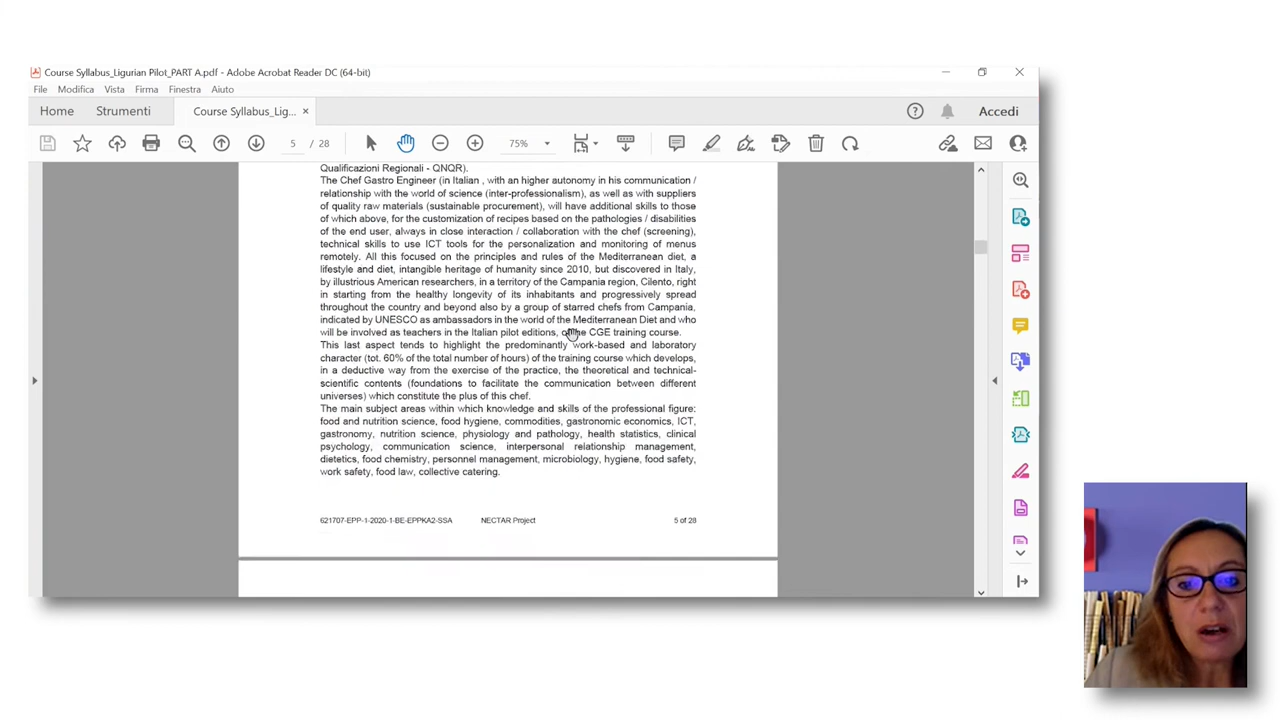 Course Syllabus_Ligurian Pilot_PART A.pdf - Adobe Acrobat Reader DC (64-bit)
File Modifica Vista Firma Finestra Aiuto
Home Strumenti Course Syllabus_Lig... × Accedi
5 / 28 75%
Qualificazioni Regionali - QNQR).
The Chef Gastro Engineer (in Italian , with an higher autonomy in his communication /
relationship with the world of science (inter-professionalism), as well as with suppliers
of quality raw materials (sustainable procurement), will have additional skills to those
of which above, for the customization of recipes based on the pathologies / disabilities
of the end user, always in close interaction / collaboration with the chef (screening),
technical skills to use ICT tools for the personalization and monitoring of menus
remotely. All this focused on the principles and rules of the Mediterranean diet, a
lifestyle and diet, intangible heritage of humanity since 2010, but discovered in Italy,
by illustrious American researchers, in a territory of the Campania region, Cilento, right
in starting from the healthy longevity of its inhabitants and progressively spread
throughout the country and beyond also by a group of starred chefs from Campania,
indicated by UNESCO as ambassadors in the world of the Mediterranean Diet and who
will be involved as teachers in the Italian pilot editions, CGE training course.
This last aspect tends to highlight the predominantly work-based and laboratory
character (tot. 60% of the total number of hours) of the training course which develops,
in a deductive way from the exercise of the practice, the theoretical and technical-
scientific contents (foundations to facilitate the communication between different
universes) which constitute the plus of this chef.
The main subject areas within which knowledge and skills of the professional figure:
food and nutrition science, food hygiene, commodities, gastronomic economics, ICT,
gastronomy, nutrition science, physiology and pathology, health statistics, clinical
psychology, communication science, interpersonal relationship management,
dietetics, food chemistry, personnel management, microbiology, hygiene, food safety,
work safety, food law, collective catering.
621707-EPP-1-2020-1-BE-EPPKA2-SSA NECTAR Project 5 of 28